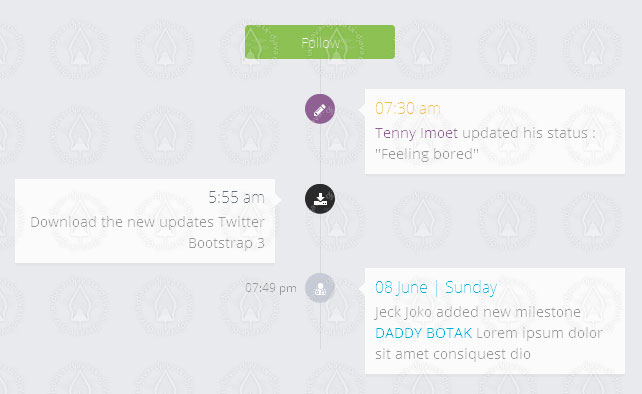 Follow
07:30 am
Tenny Imoet updated his status :
"Feeling bored"
5:55 am
Download the new updates Twitter
Bootstrap 3
07:49 pm
08 June | Sunday
Jeck Joko added new milestone
DADDY BOTAK Lorem ipsum dolor
sit amet consiquest dio